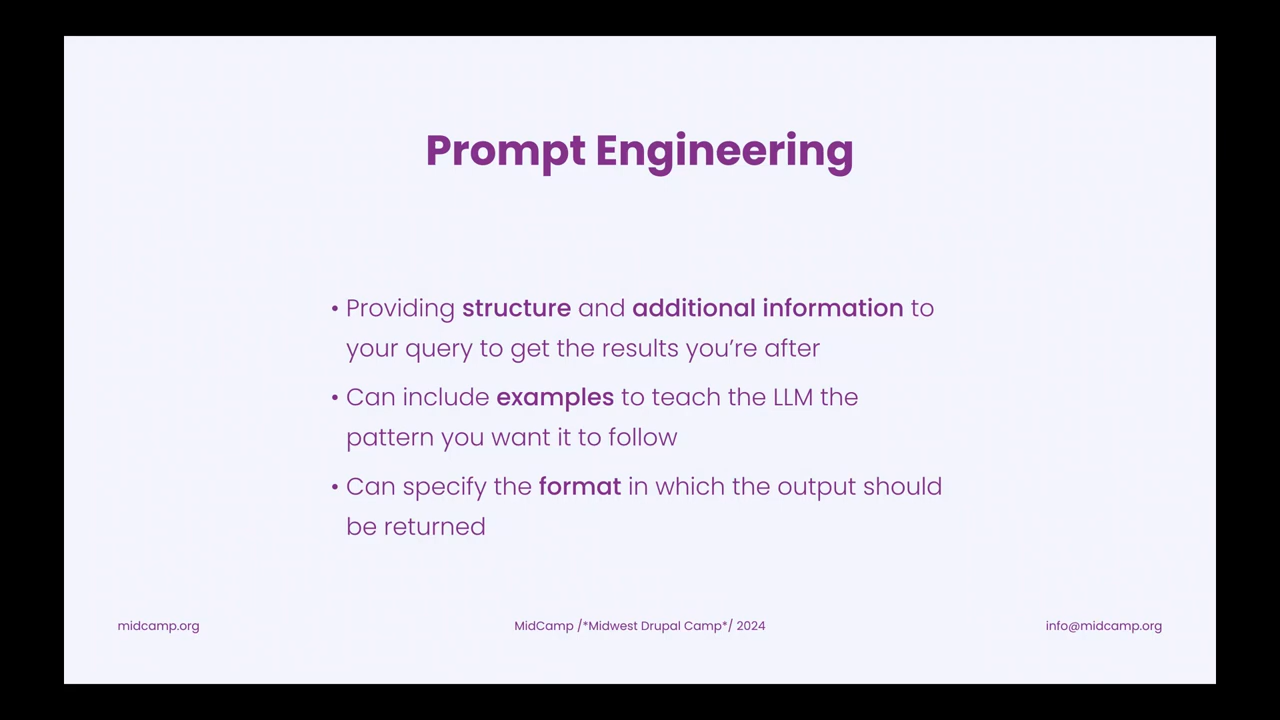 Prompt Engineering
• Providing structure and additional information to
your query to get the results you’re after
• Can include examples to teach the LLM the
pattern you want it to follow
• Can specify the format in which the output should
be returned
midcamp.org
MidCamp /*Midwest Drupal Camp*/ 2024
info@midcamp.org